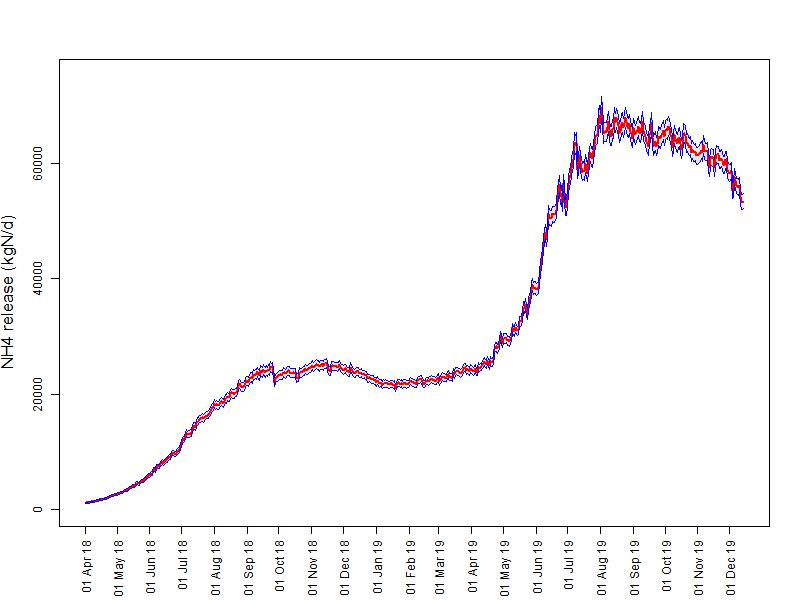 NH4 release (kgN/d)
60000
40000
20000
0
01 Apr 18
01 May 18
01 Jun 18
01 Jul 18
01 Aug 18
01 Sep 18
01 Oct 18
01 Nov 18
01 Dec 18
01 Jan 19
01 Feb 19
01 Mar 19
01 Apr 19
01 May 19
01 Jun 19
01 Jul 19
01 Aug 19
01 Sep 19
01 Oct 19
01 Nov 19
01 Dec 19